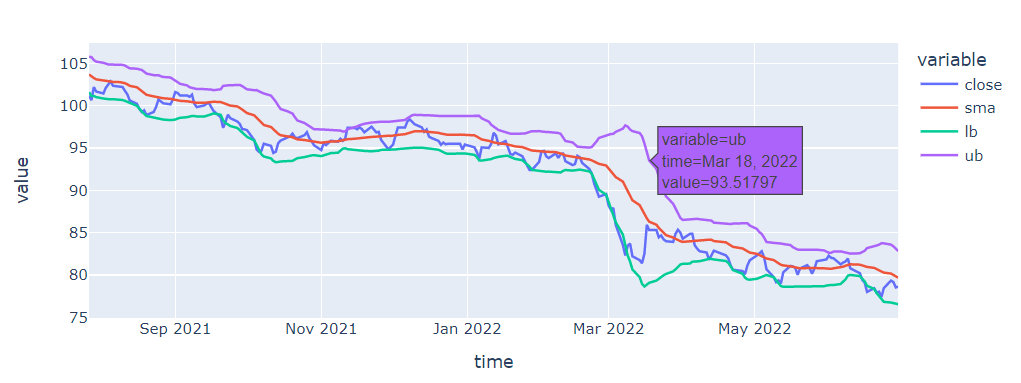 variable
close
sma
lb
ub
value
105
100
95
90
85
80
75
variable=ub
time=Mar 18, 2022
value=93.51797
Sep 2021
Nov 2021
Jan 2022
Mar 2022
May 2022
time